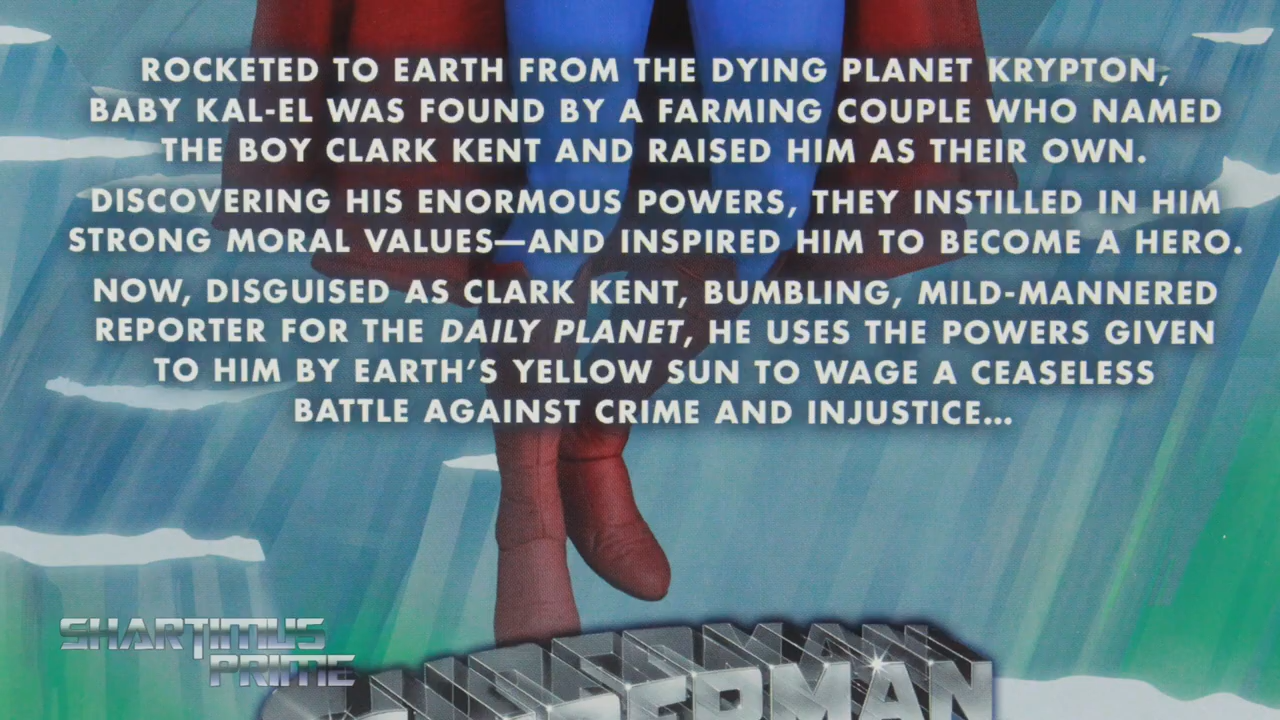 ROCKETED TO EARTH FROM THE DYING PLANET KRYPTON,
BABY KAL-EL WAS FOUND BY A FARMING COUPLE WHO NAMED
THE BOY CLARK KENT AND RAISED HIM AS THEIR OWN.
DISCOVERING HIS ENORMOUS POWERS, THEY INSTILLED IN HIM
STRONG MORAL VALUES—AND INSPIRED HIM TO BECOME A HERO.
NOW, DISGUISED AS CLARK KENT, BUMBLING, MILD-MANNERED
REPORTER FOR THE DAILY PLANET, HE USES THE POWERS GIVEN
TO HIM BY EARTH’S YELLOW SUN TO WAGE A CEASELESS
BATTLE AGAINST CRIME AND INJUSTICE...
SHARTIMUS
PRIME
SUPERMAN